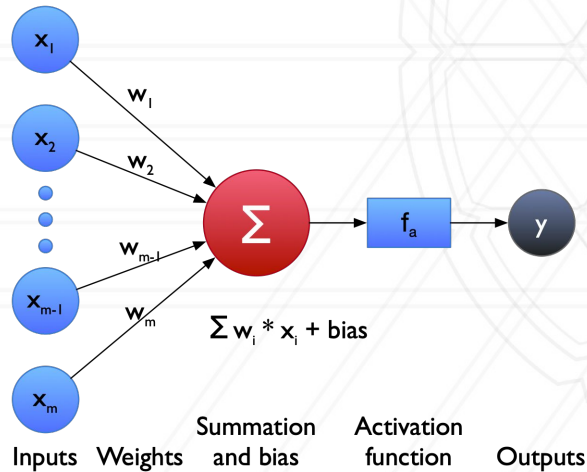 x₁
w₁
x₂
w₂
Σ
fₐ
y
wₘ₋₁
xₘ₋₁
wₘ
Σ wᵢ * xᵢ + bias
xₘ
Inputs
Weights
Summation
and bias
Activation
function
Outputs